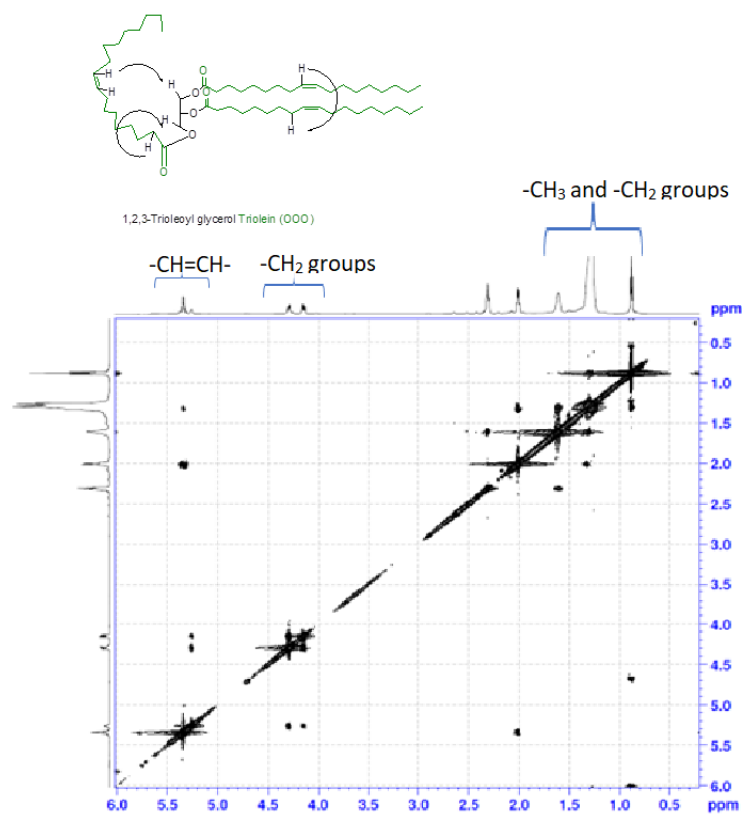 H
H
O
O
H
O
H
O
O
H
H
O
H
O
1,2,3-Trioleoyl glycerol Triolein (OOO)
-CH3 and -CH2 groups
-CH=CH-
-CH2 groups
ppm
0.5
1.0
1.5
2.0
2.5
3.0
3.5
4.0
4.5
5.0
5.5
6.0
6.0 5.5 5.0 4.5 4.0 3.5 3.0 2.5 2.0 1.5 1.0 0.5 ppm